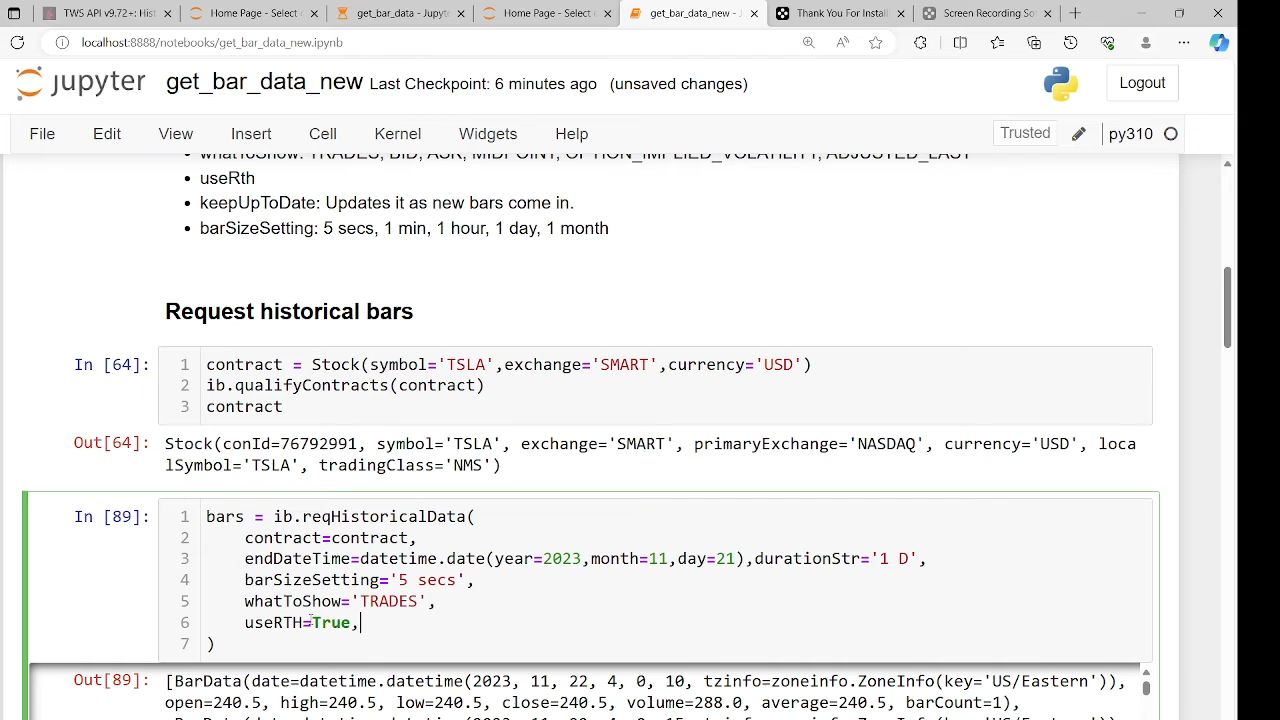 TWS API v9.72+: Hist
Home Page - Select
get_bar_data - Jupyte
Home Page - Select
get_bar_data_new - J
Thank You For Install
Screen Recording So
localhost:8888/notebooks/get_bar_data_new.ipynb
jupyter get_bar_data_new Last Checkpoint: 6 minutes ago (unsaved changes)
Logout
File Edit View Insert Cell Kernel Widgets Help
Trusted
py310
whatToShow: TRADES, BID, ASK, MIDPOINT, OPTION_IMPLIED_VOLATILITY, ADJUSTED_LAST
• useRth
• keepUpToDate: Updates it as new bars come in.
• barSizeSetting: 5 secs, 1 min, 1 hour, 1 day, 1 month
Request historical bars
In [64]:
1 contract = Stock(symbol='TSLA',exchange='SMART',currency='USD')
2 ib.qualifyContracts(contract)
3 contract
Out[64]: Stock(conId=76792991, symbol='TSLA', exchange='SMART', primaryExchange='NASDAQ', currency='USD', loca
lSymbol='TSLA', tradingClass='NMS')
In [89]:
1 bars = ib.reqHistoricalData(
2 contract=contract,
3 endDateTime=datetime.date(year=2023,month=11,day=21),durationStr='1 D',
4 barSizeSetting='5 secs',
5 whatToShow='TRADES',
6 useRTH=True,
7 )
Out[89]: [BarData(date=datetime.datetime(2023, 11, 22, 4, 0, 10, tzinfo=zoneinfo.ZoneInfo(key='US/Eastern')),
open=240.5, high=240.5, low=240.5, close=240.5, volume=288.0, average=240.5, barCount=1),